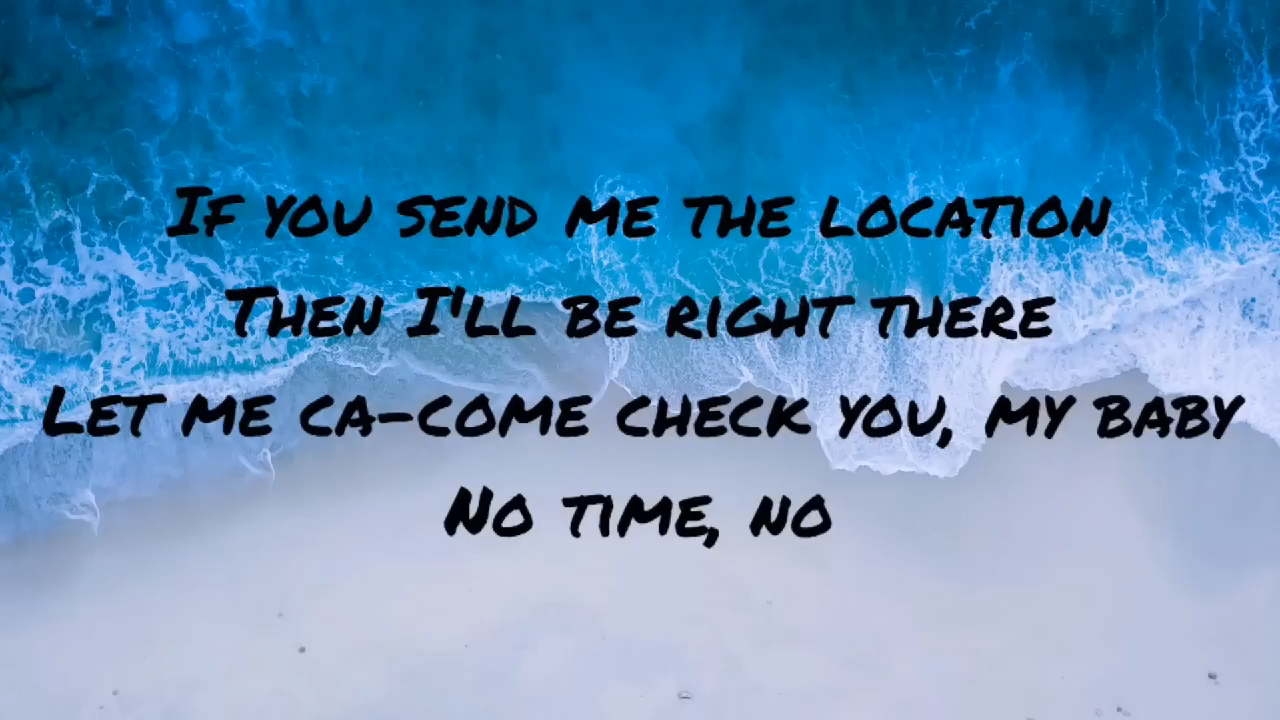 If you send me the location
Then I'll be right there
Let me ca-come check you, my baby
No time, no